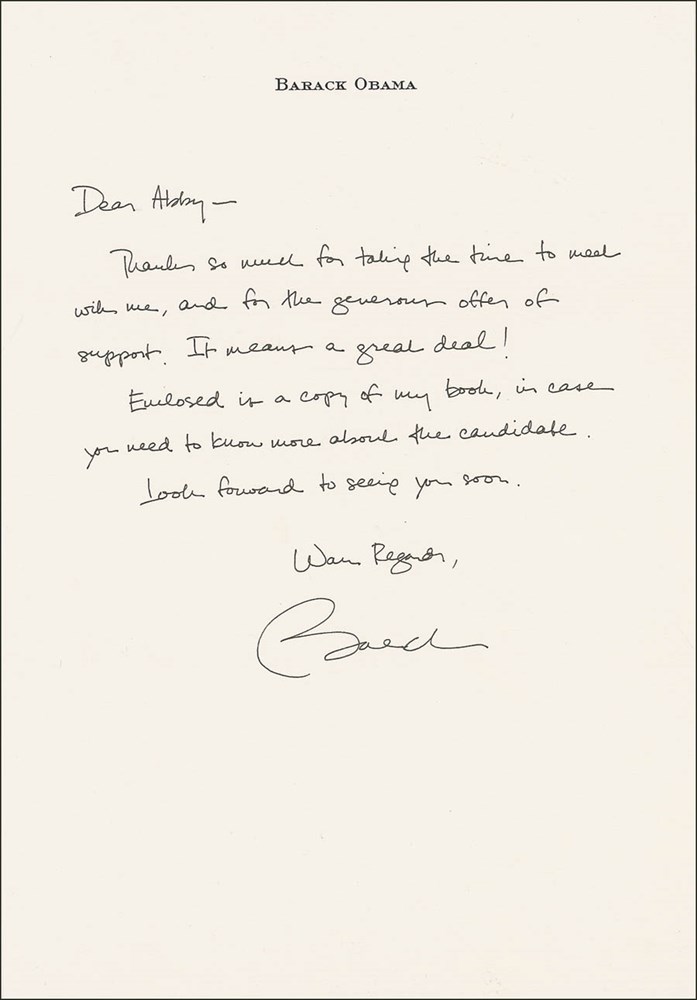 BARACK OBAMA
Dear Abby —
Thanks so much for taking the time to meet
with me, and for the generous offer of
support. It means a great deal!
Enclosed is a copy of my book, in case
you need to know more about the candidate.
Look forward to seeing you soon.
Warm Regards,
Barack